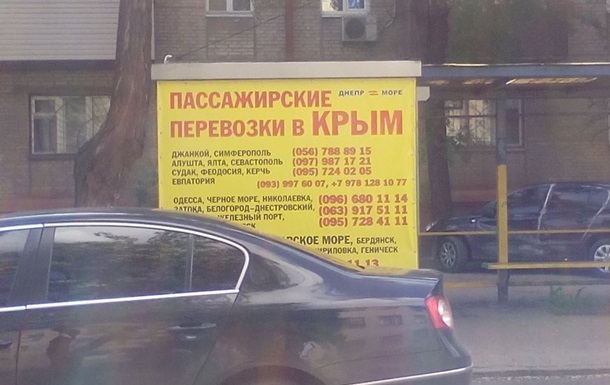 ПАССАЖИРСКИЕ ДНЕПР МОРЕ
ПЕРЕВОЗКИ В КРЫМ
ДЖАНКОЙ, СИМФЕРОПОЛЬ (056) 788 89 15
АЛУШТА, ЯЛТА, СЕВАСТОПОЛЬ (097) 987 17 21
СУДАК, ФЕОДОСИЯ, КЕРЧЬ (095) 724 02 05
ЕВПАТОРИЯ (093) 997 60 07, +7 978 128 10 77
ОДЕССА, ЧЕРНОЕ МОРЕ, НИКОЛАЕВКА, (096) 680 11 14
ЗАТОКА, БЕЛГОРОД-ДНЕСТРОВСКИЙ, (063) 917 51 11
ПОРТ, (095) 728 41 11
МОРЕ, БЕРДЯНСК,
ГЕНИЧЕСК